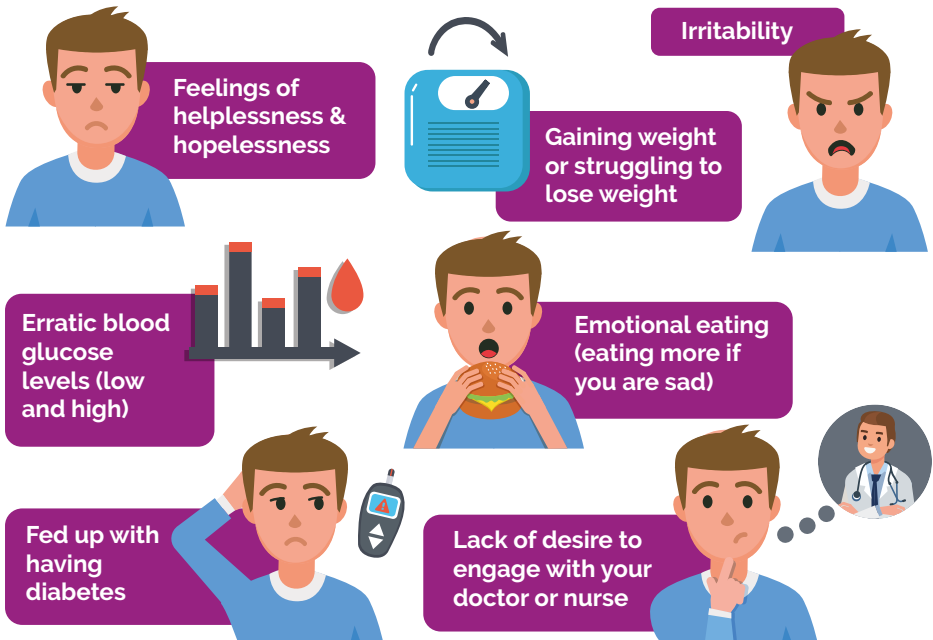 Feelings of
helplessness &
hopelessness
Gaining weight
or struggling to
lose weight
Irritability
Erratic blood
glucose
levels (low
and high)
Emotional eating
(eating more if
you are sad)
Fed up with
having
diabetes
Lack of desire to
engage with your
doctor or nurse